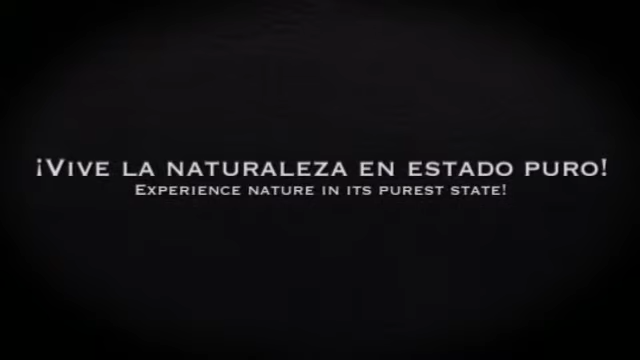 ¡Vive la naturaleza en estado puro!
Experience nature in its purest state!